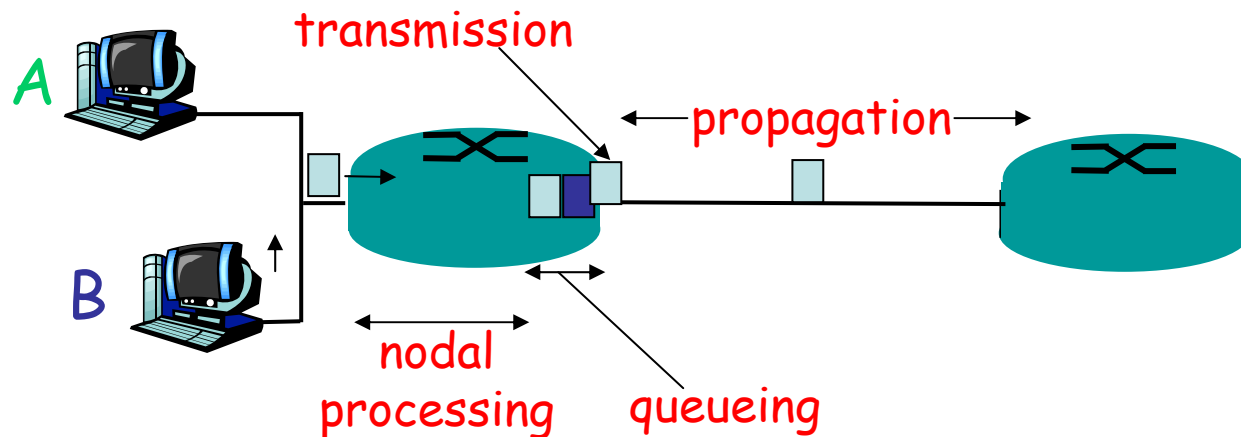 transmission
A
propagation
B
nodal
processing
queueing